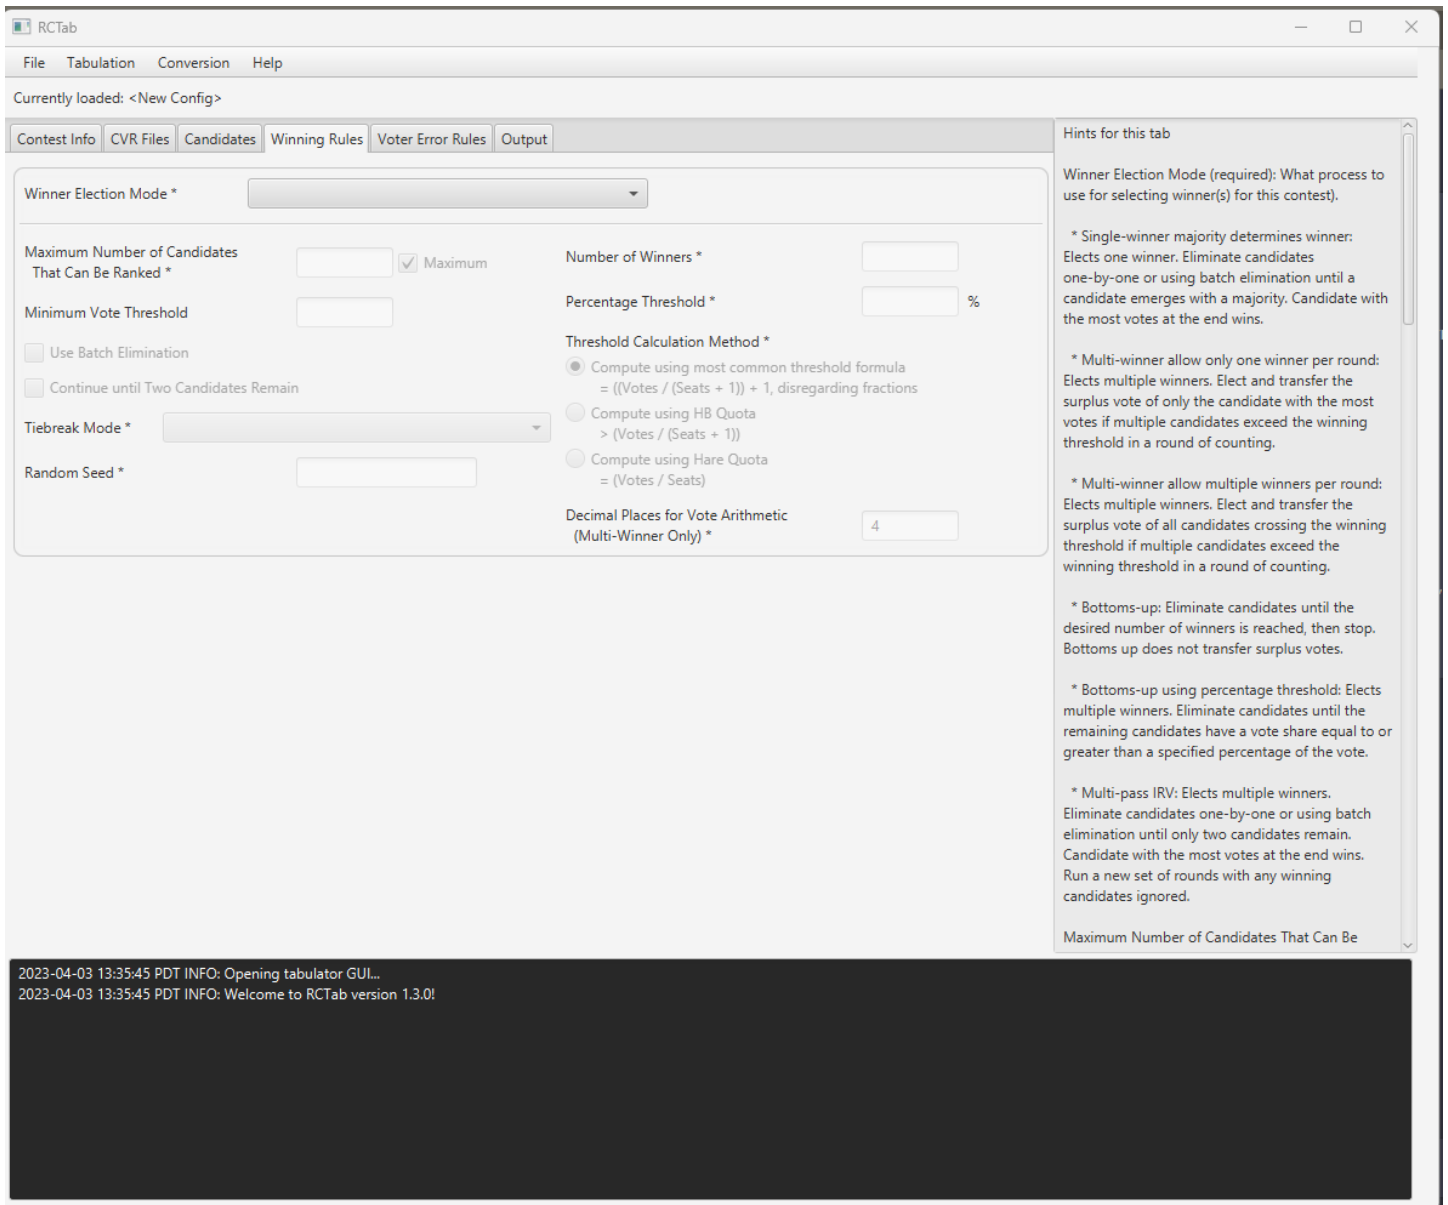 RCTab
File Tabulation Conversion Help
Currently loaded: <New Config>
Contest Info CVR Files Candidates Winning Rules Voter Error Rules Output
Winner Election Mode *
Maximum Number of Candidates
That Can Be Ranked *
Maximum
Minimum Vote Threshold
Use Batch Elimination
Continue until Two Candidates Remain
Tiebreak Mode *
Random Seed *
Number of Winners *
Percentage Threshold *
%
Threshold Calculation Method *
Compute using most common threshold formula
= ((Votes / (Seats + 1)) + 1, disregarding fractions
Compute using HB Quota
> (Votes / (Seats + 1))
Compute using Hare Quota
= (Votes / Seats)
Decimal Places for Vote Arithmetic
(Multi-Winner Only) *
4
Hints for this tab
Winner Election Mode (required): What process to
use for selecting winner(s) for this contest).
* Single-winner majority determines winner:
Elects one winner. Eliminate candidates
one-by-one or using batch elimination until a
candidate emerges with a majority. Candidate with
the most votes at the end wins.
* Multi-winner allow only one winner per round:
Elects multiple winners. Elect and transfer the
surplus vote of only the candidate with the most
votes if multiple candidates exceed the winning
threshold in a round of counting.
* Multi-winner allow multiple winners per round:
Elects multiple winners. Elect and transfer the
surplus vote of all candidates crossing the winning
threshold if multiple candidates exceed the
winning threshold in a round of counting.
* Bottoms-up: Eliminate candidates until the
desired number of winners is reached, then stop.
Bottoms up does not transfer surplus votes.
* Bottoms-up using percentage threshold: Elects
multiple winners. Eliminate candidates until the
remaining candidates have a vote share equal to or
greater than a specified percentage of the vote.
* Multi-pass IRV: Elects multiple winners.
Eliminate candidates one-by-one or using batch
elimination until only two candidates remain.
Candidate with the most votes at the end wins.
Run a new set of rounds with any winning
candidates ignored.
Maximum Number of Candidates That Can Be
2023-04-03 13:35:45 PDT INFO: Opening tabulator GUI...
2023-04-03 13:35:45 PDT INFO: Welcome to RCTab version 1.3.0!